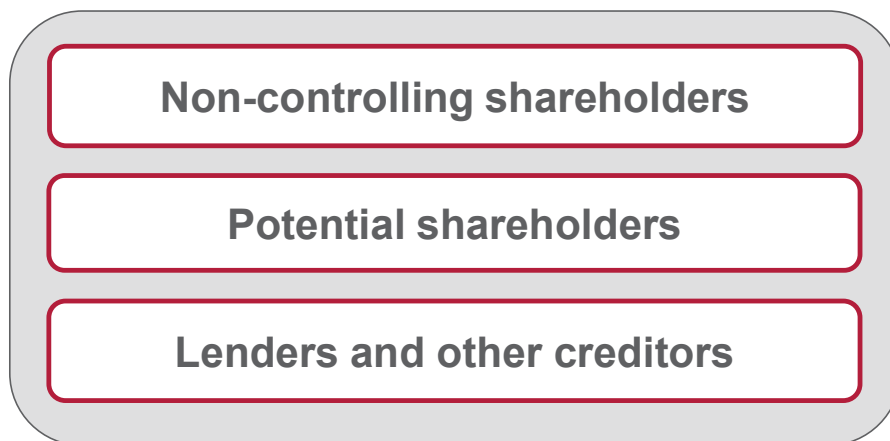 Non-controlling shareholders
Potential shareholders
Lenders and other creditors